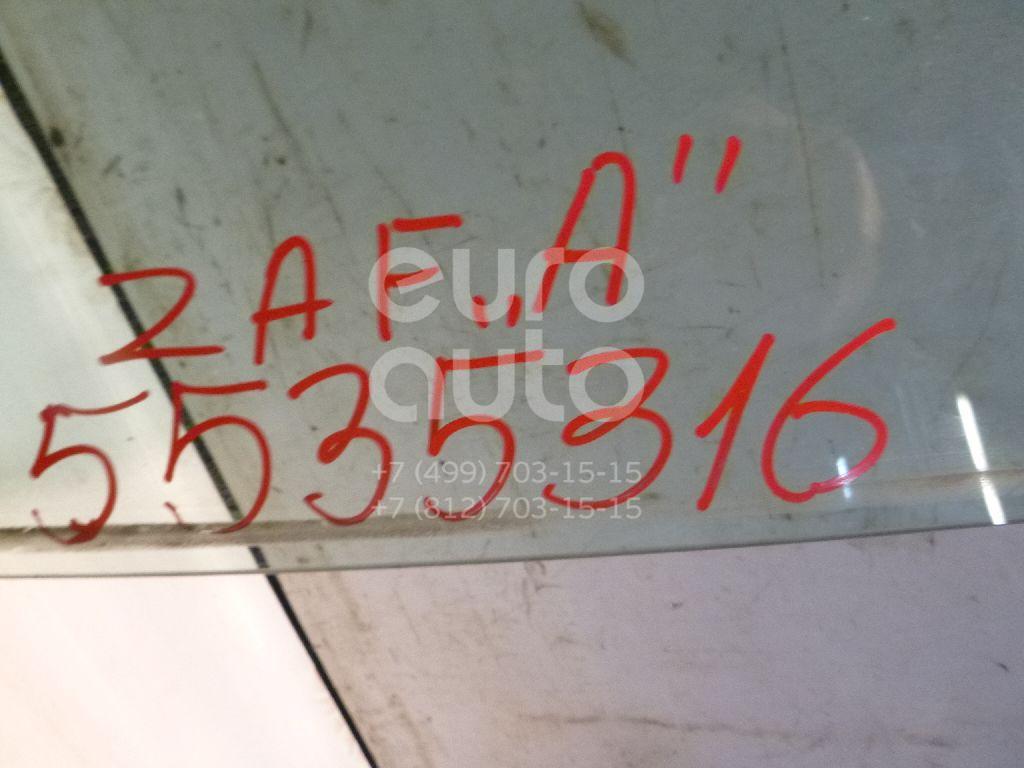 ZAF „A"
5535316
euro
auto
+7 (499) 703-15-15
+7 (812) 703-15-15